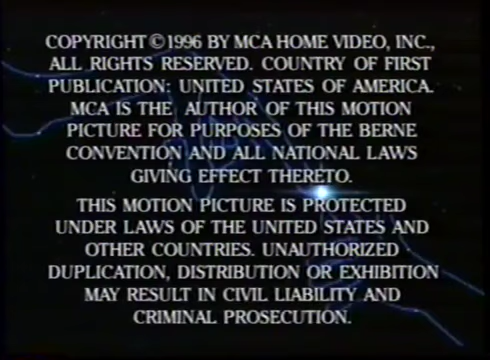 COPYRIGHT © 1996 BY MCA HOME VIDEO, INC.,
ALL RIGHTS RESERVED. COUNTRY OF FIRST
PUBLICATION: UNITED STATES OF AMERICA.
MCA IS THE AUTHOR OF THIS MOTION
PICTURE FOR PURPOSES OF THE BERNE
CONVENTION AND ALL NATIONAL LAWS
GIVING EFFECT THERETO.
THIS MOTION PICTURE IS PROTECTED
UNDER LAWS OF THE UNITED STATES AND
OTHER COUNTRIES. UNAUTHORIZED
DUPLICATION, DISTRIBUTION OR EXHIBITION
MAY RESULT IN CIVIL LIABILITY AND
CRIMINAL PROSECUTION.